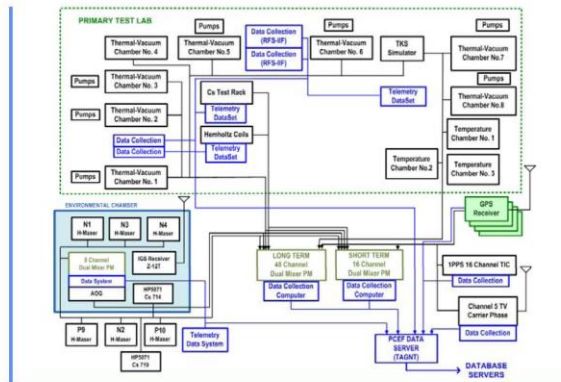 PRIMARY TEST LAB
Pumps
Data Collection
(RFS-I/F)
Data Collection
(RFS-I/F)
Pumps
Pumps
Thermal-Vacuum
Chamber No. 4
Thermal-Vacuum
Chamber No.5
Thermal-Vacuum
Chamber No. 6
TKS
Simulator
Thermal-Vacuum
Chamber No.7
Pumps
Thermal-Vacuum
Chamber No. 3
Cs Test Rack
Telemetry
DataSet
Telemetry
DataSet
Pumps
Thermal-Vacuum
Chamber No.8
Pumps
Thermal-Vacuum
Chamber No. 2
Hemholtz Coils
Telemetry
DataSet
Temperature
Chamber No. 1
Data Collection
Data Collection
Pumps
Thermal-Vacuum
Chamber No. 1
Temperature
Chamber No.2
Temperature
Chamber No. 3
ENVIRONMENTAL CHAMBER
N1
H-Maser
N3
H-Maser
N4
H-Maser
GPS
Receiver
8 Channel
Dual Mixer PM
Data System
AOG
IGS Receiver
Z-12T
HP5071
Cs 714
LONG TERM
48 Channel
Dual Mixer PM
Data Collection
Computer
SHORT TERM
16 Channel
Dual Mixer PM
Data Collection
Computer
1PPS 16 Channel TIC
Data Collection
Channel 5 TV
Carrier Phase
Data Collection
P9
H-Maser
N2
H-Maser
P10
H-Maser
HP5071
Cs 719
Telemetry
Data System
PCEF DATA
SERVER
(TAGNT)
DATABASE
SERVERS